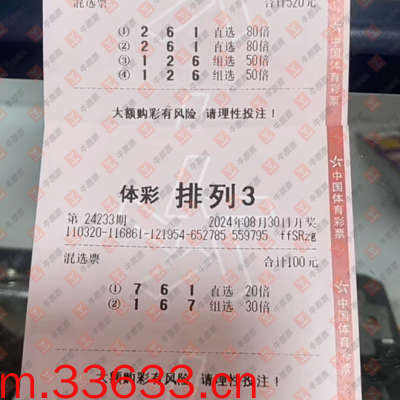 混选票 合计520元
① 2 6 1 直选 80倍
② 2 6 1 直选 80倍
③ 1 2 6 组选 50倍
④ 1 2 6 组选 50倍
大额购彩有风险 请理性投注！
体彩 排列3
第 24233期 2024年08月30日开奖
110320-116861-121954-652785 559795 ffSRzg
混选票 合计100元
① 7 6 1 直选 20倍
② 1 6 7 组选 30倍
大额购彩有风险 请理性投注！
中国体育彩票
中国体育彩票
中国体育彩票
m.33633.cn